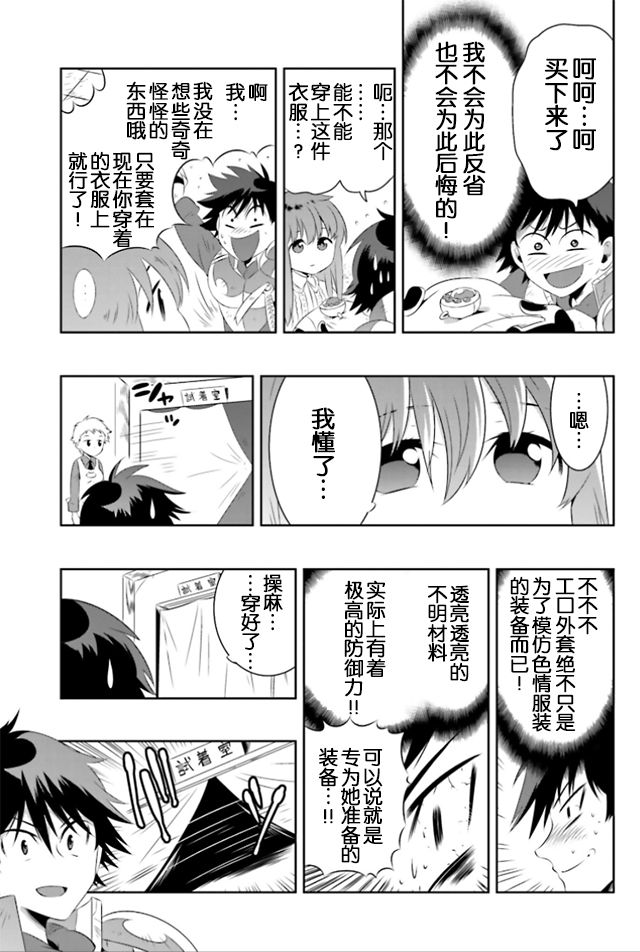 呵呵…呵
买下来了
我不会为此反省
也不会为此后悔的！
呃…那个
……
能不能
穿上这件
衣服…？
啊
我…
我没在
想些奇奇
怪怪的
东西哦
只要套在
现在你穿着
的衣服上
就行了！
…
…嗯…
…我懂了…
シャッ
試着室
不不不
工口外套绝不只是
为了模仿色情服装
的装备而已！
透亮透亮的
不明材料
实际上有着
极高的防御力!!
可以说就是
专为她准备的
装备…!!
操麻…
…穿好了…
試着室
試着室